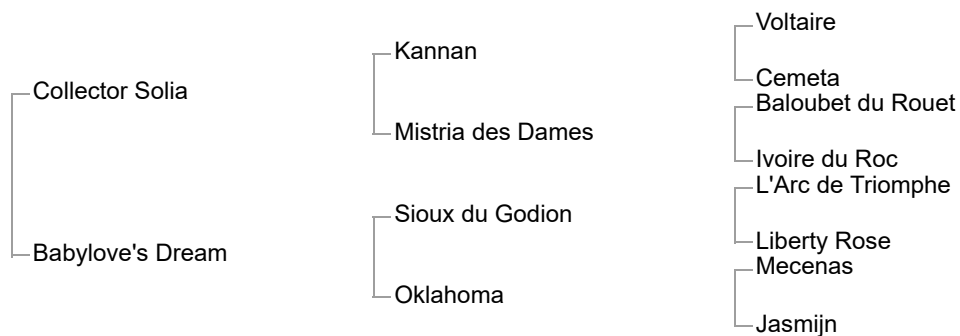 Voltaire
Kannan
Cemeta
Collector Solia
Baloubet du Rouet
Mistria des Dames
Ivoire du Roc
L'Arc de Triomphe
Sioux du Godion
Liberty Rose
Babylove's Dream
Mecenas
Oklahoma
Jasmijn